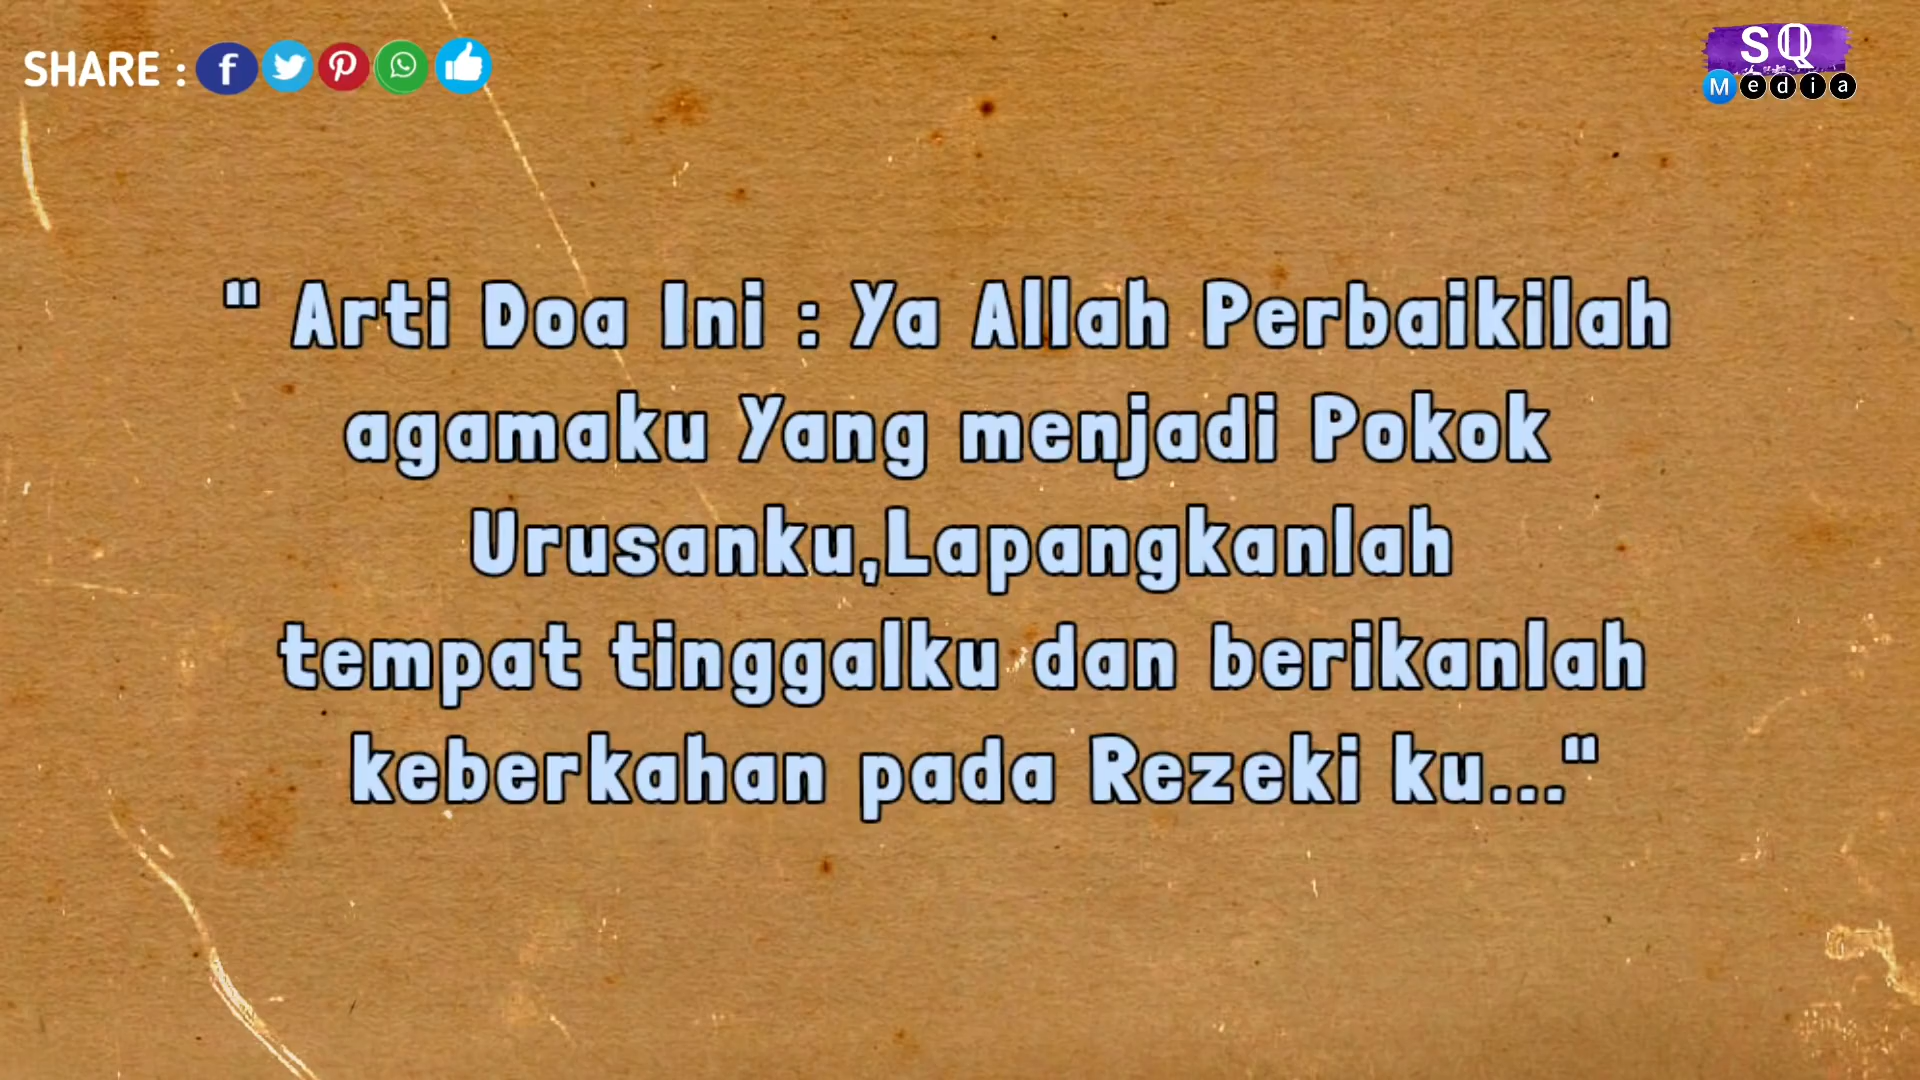 SHARE :
SQ
Media
" Arti Doa Ini : Ya Allah Perbaikilah
agamaku Yang menjadi Pokok
Urusanku,Lapangkanlah
tempat tinggalku dan berikanlah
keberkahan pada Rezeki ku..."